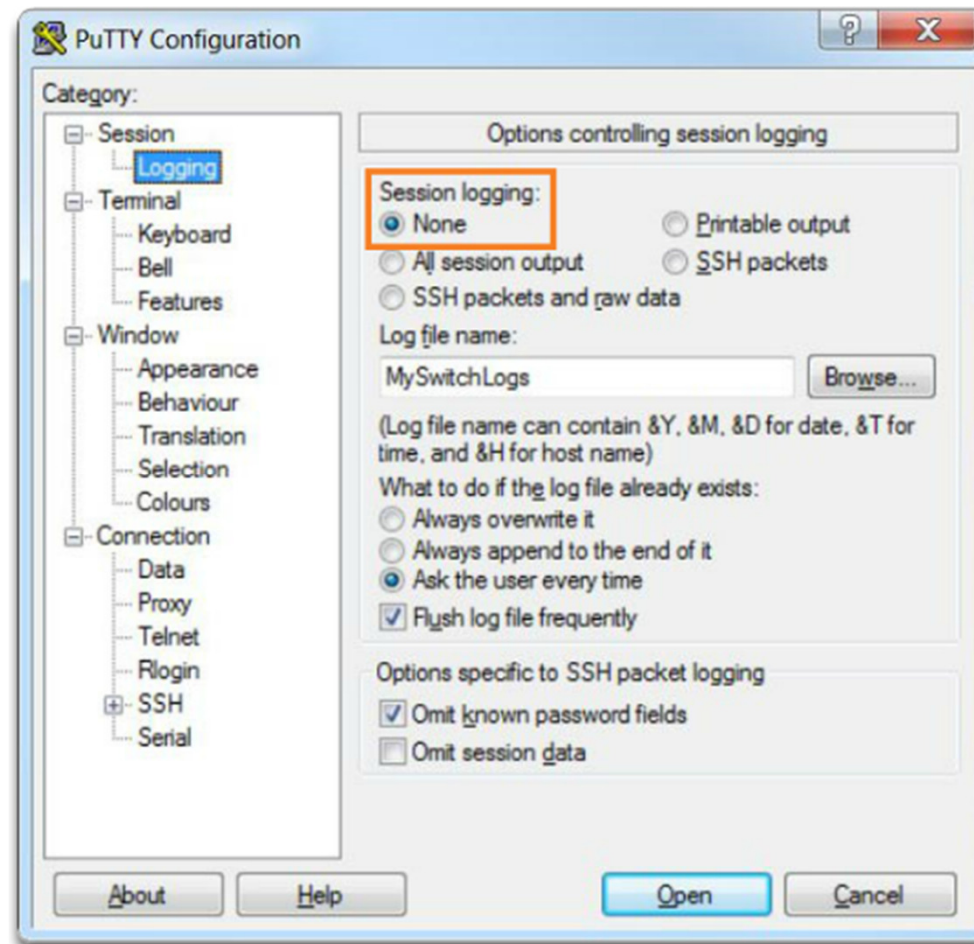 PuTTY Configuration
Category:
Session
Logging
Terminal
Keyboard
Bell
Features
Window
Appearance
Behaviour
Translation
Selection
Colours
Connection
Data
Proxy
Telnet
Rlogin
SSH
Serial
Options controlling session logging
Session logging:
None
Printable output
All session output
SSH packets
SSH packets and raw data
Log file name:
MySwitchLogs
Browse...
(Log file name can contain &Y, &M, &D for date, &T for
time, and &H for host name)
What to do if the log file already exists:
Always overwrite it
Always append to the end of it
Ask the user every time
Flush log file frequently
Options specific to SSH packet logging
Omit known password fields
Omit session data
About
Help
Open
Cancel